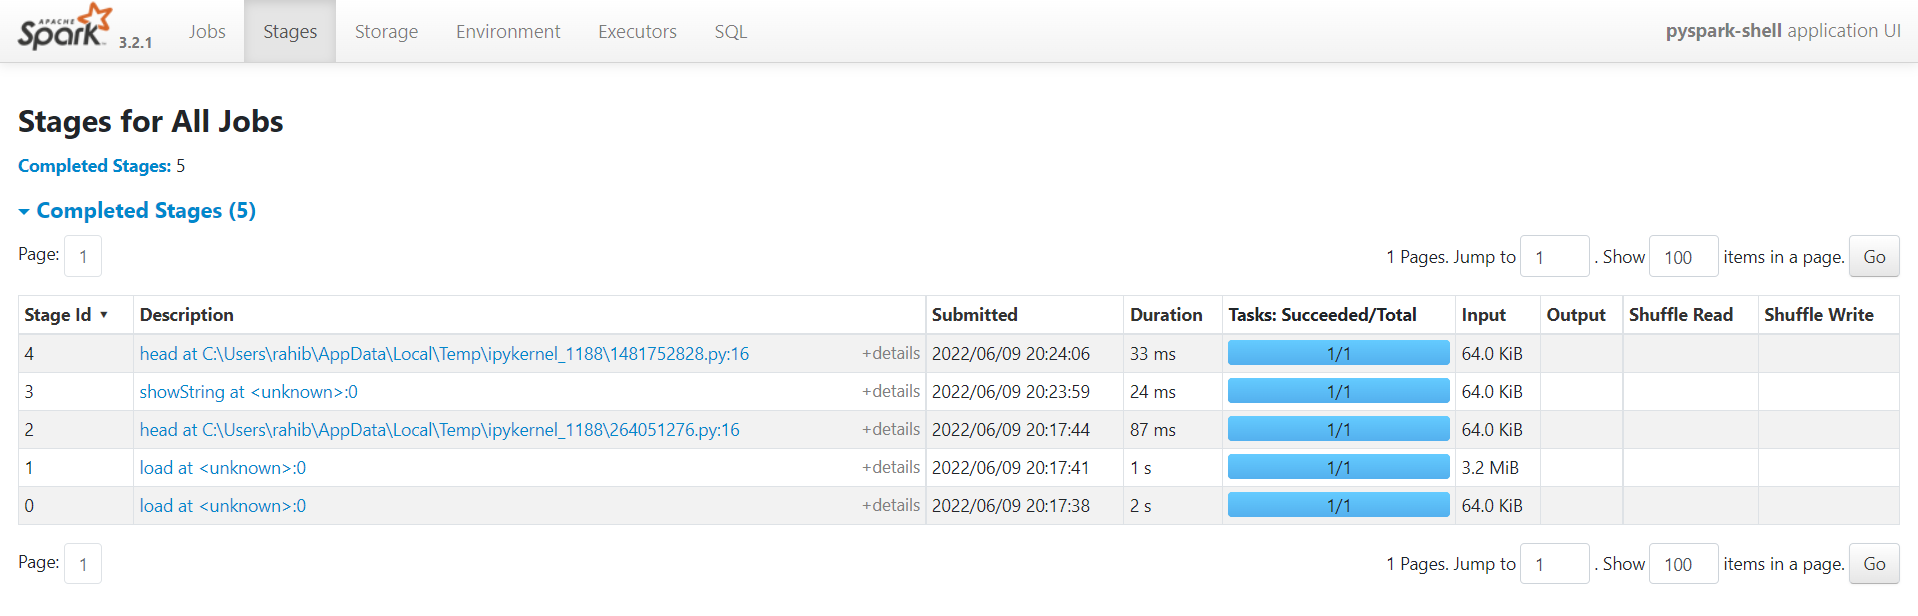 APACHE Spark 3.2.1 Jobs Stages Storage Environment Executors SQL pyspark-shell application UI
Stages for All Jobs
Completed Stages: 5
Completed Stages (5)
Page: 1 1 Pages. Jump to 1 . Show 100 items in a page. Go
Stage Id ▾ Description Submitted Duration Tasks: Succeeded/Total Input Output Shuffle Read Shuffle Write
4 head at C:\Users\rahib\AppData\Local\Temp\ipykernel_1188\1481752828.py:16 +details 2022/06/09 20:24:06 33 ms 1/1 64.0 KiB
3 showString at <unknown>:0 +details 2022/06/09 20:23:59 24 ms 1/1 64.0 KiB
2 head at C:\Users\rahib\AppData\Local\Temp\ipykernel_1188\264051276.py:16 +details 2022/06/09 20:17:44 87 ms 1/1 64.0 KiB
1 load at <unknown>:0 +details 2022/06/09 20:17:41 1 s 1/1 3.2 MiB
0 load at <unknown>:0 +details 2022/06/09 20:17:38 2 s 1/1 64.0 KiB
Page: 1 1 Pages. Jump to 1 . Show 100 items in a page. Go